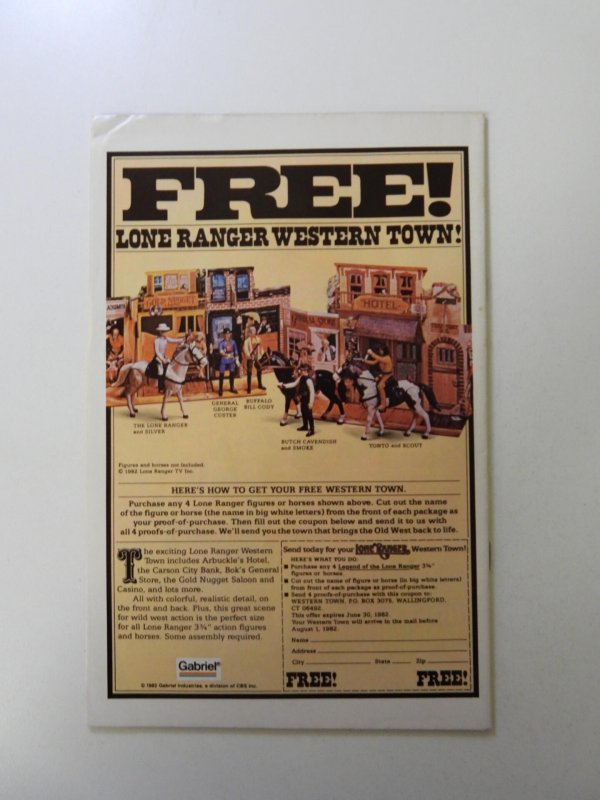 FREE!
LONE RANGER WESTERN TOWN!
GOLD NUGGET
HOTEL
THE LONE RANGER
and SILVER
GENERAL
GEORGE
CUSTER
BUFFALO
BILL CODY
BUTCH CAVENDISH
and SMOKE
TONTO and SCOUT
Figures and horses not included.
© 1982 Lone Ranger TV Inc.
HERE'S HOW TO GET YOUR FREE WESTERN TOWN.
Purchase any 4 Lone Ranger figures or horses shown above. Cut out the name
of the figure or horse (the name in big white letters) from the front of each package as
your proof-of-purchase. Then fill out the coupon below and send it to us with
all 4 proofs-of-purchase. We'll send you the town that brings the Old West back to life.
The exciting Lone Ranger Western
Town includes Arbuckle's Hotel,
the Carson City Bank, Bok's General
Store, the Gold Nugget Saloon and
Casino, and lots more.
All with colorful, realistic detail, on
the front and back. Plus, this great scene
for wild west action is the perfect size
for all Lone Ranger 3¾" action figures
and horses. Some assembly required.
Gabriel®
© 1982 Gabriel Industries, a division of CBS Inc.
Send today for your Lone Ranger Western Town!
HERE'S WHAT YOU DO:
■ Purchase any 4 Legend of the Lone Ranger 3¾"
figures or horses.
■ Cut out the name of figure or horse (in big white letters)
from front of each package as proof-of-purchase.
■ Send 4 proofs-of-purchase with this coupon to:
WESTERN TOWN, P.O. BOX 3075, WALLINGFORD,
CT 06492.
This offer expires June 30, 1982.
Your Western Town will arrive in the mail before
August 1, 1982.
Name
Address
City State Zip
FREE! FREE!